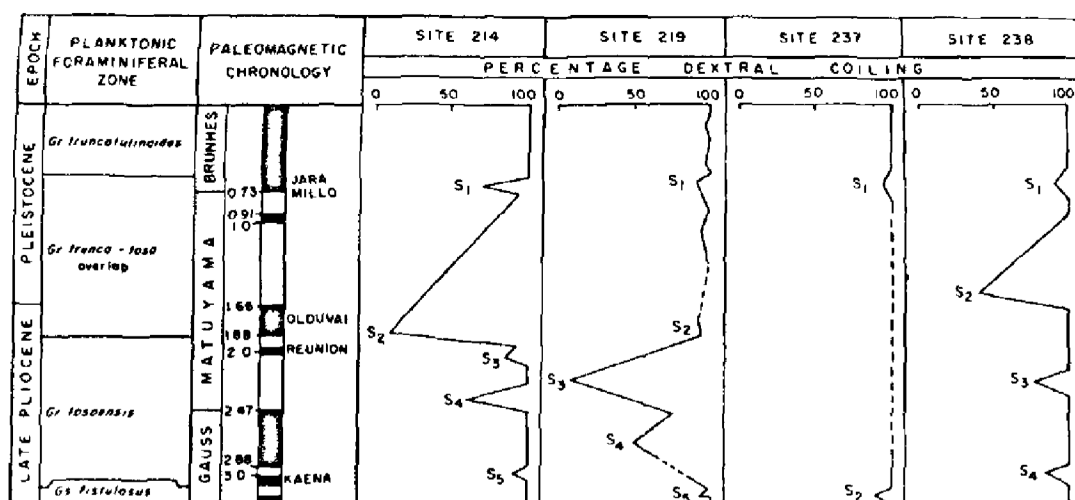 EPOCH
PLANKTONIC
FORAMINIFERAL
ZONE
PALEOMAGNETIC
CHRONOLOGY
SITE 214
SITE 219
SITE 237
SITE 238
PERCENTAGE DEXTRAL COILING
0 50 100
0 50 100
0 100
0 50 100
PLEISTOCENE
LATE PLIOCENE
Gr truncatulinoides
Gr trunca - tosa
overlap
Gr tosaensis
Gs fistulosus
BRUNHES
MATUYAMA
GAUSS
0.73
0.91
1.0
1.66
1.88
2.0
2.47
2.88
3.0
JARA
MILLO
OLDUVAI
REUNION
KAENA
S1
S2
S3
S4
S5
S1
S2
S3
S4
S5
S1
S2
S1
S2
S3
S4